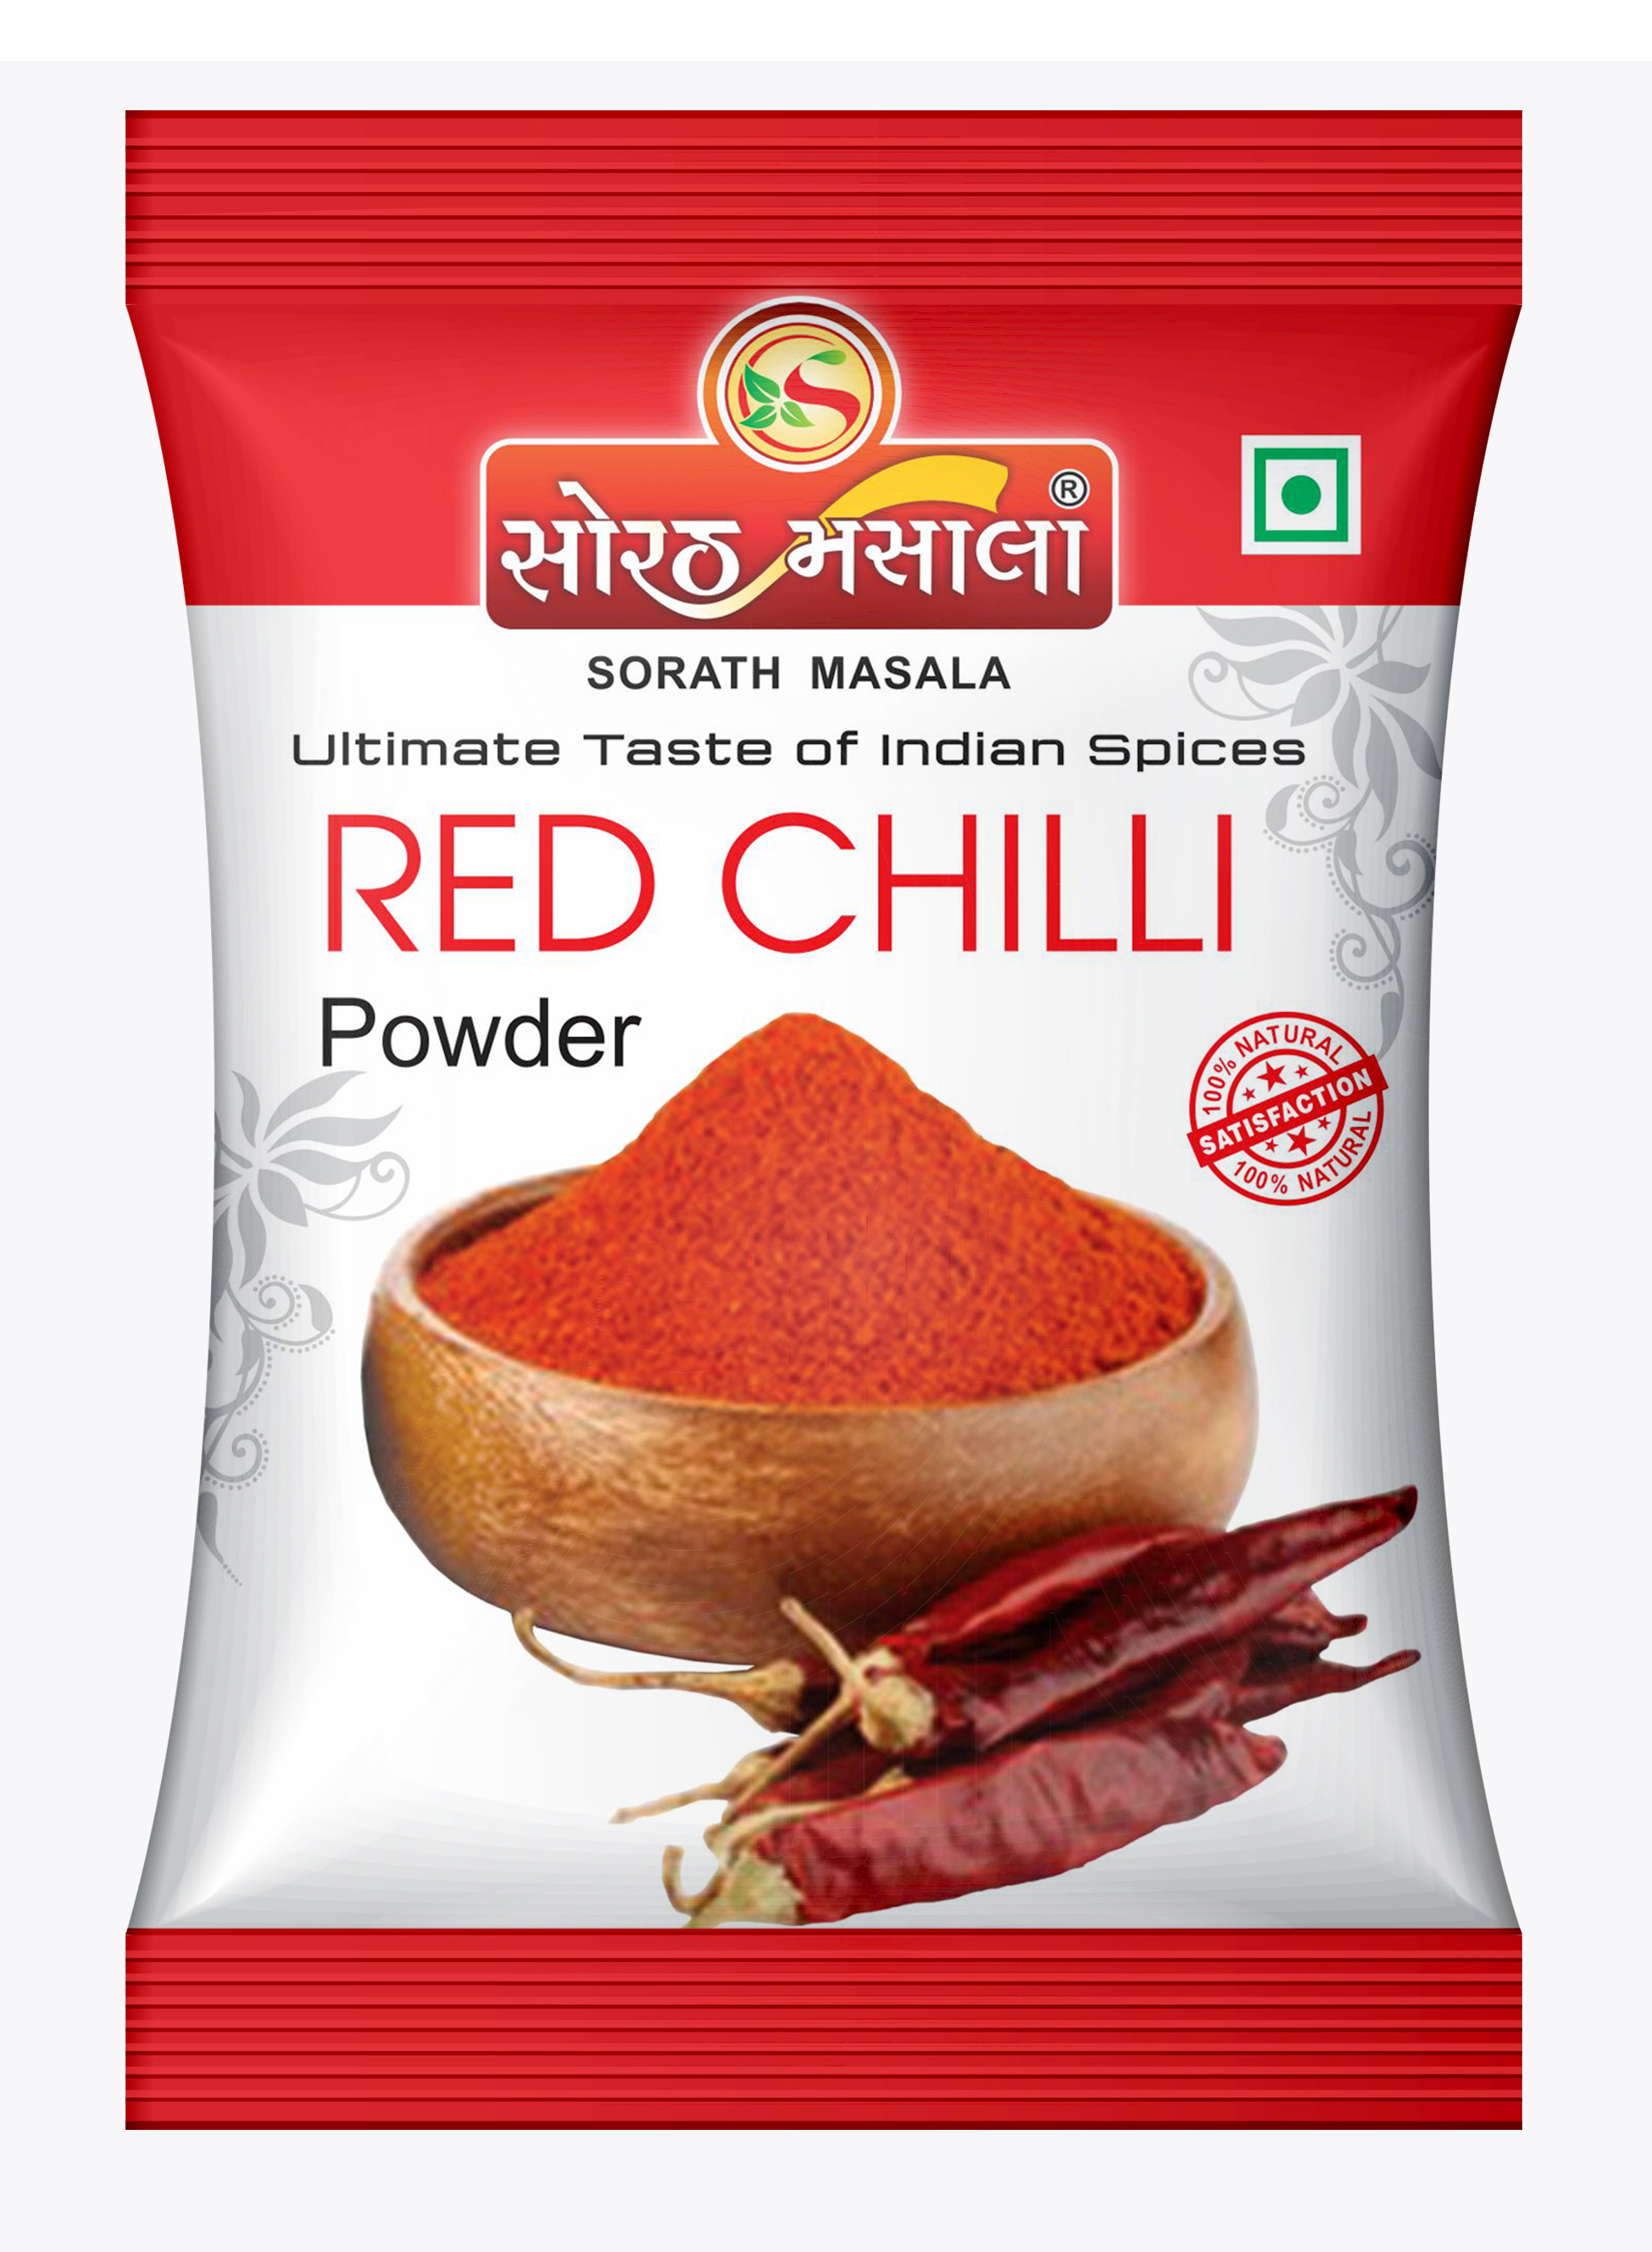 S
सोरठ मसाला ®
SORATH MASALA
Ultimate Taste of Indian Spices
RED CHILLI
Powder
100% NATURAL
SATISFACTION
100% NATURAL